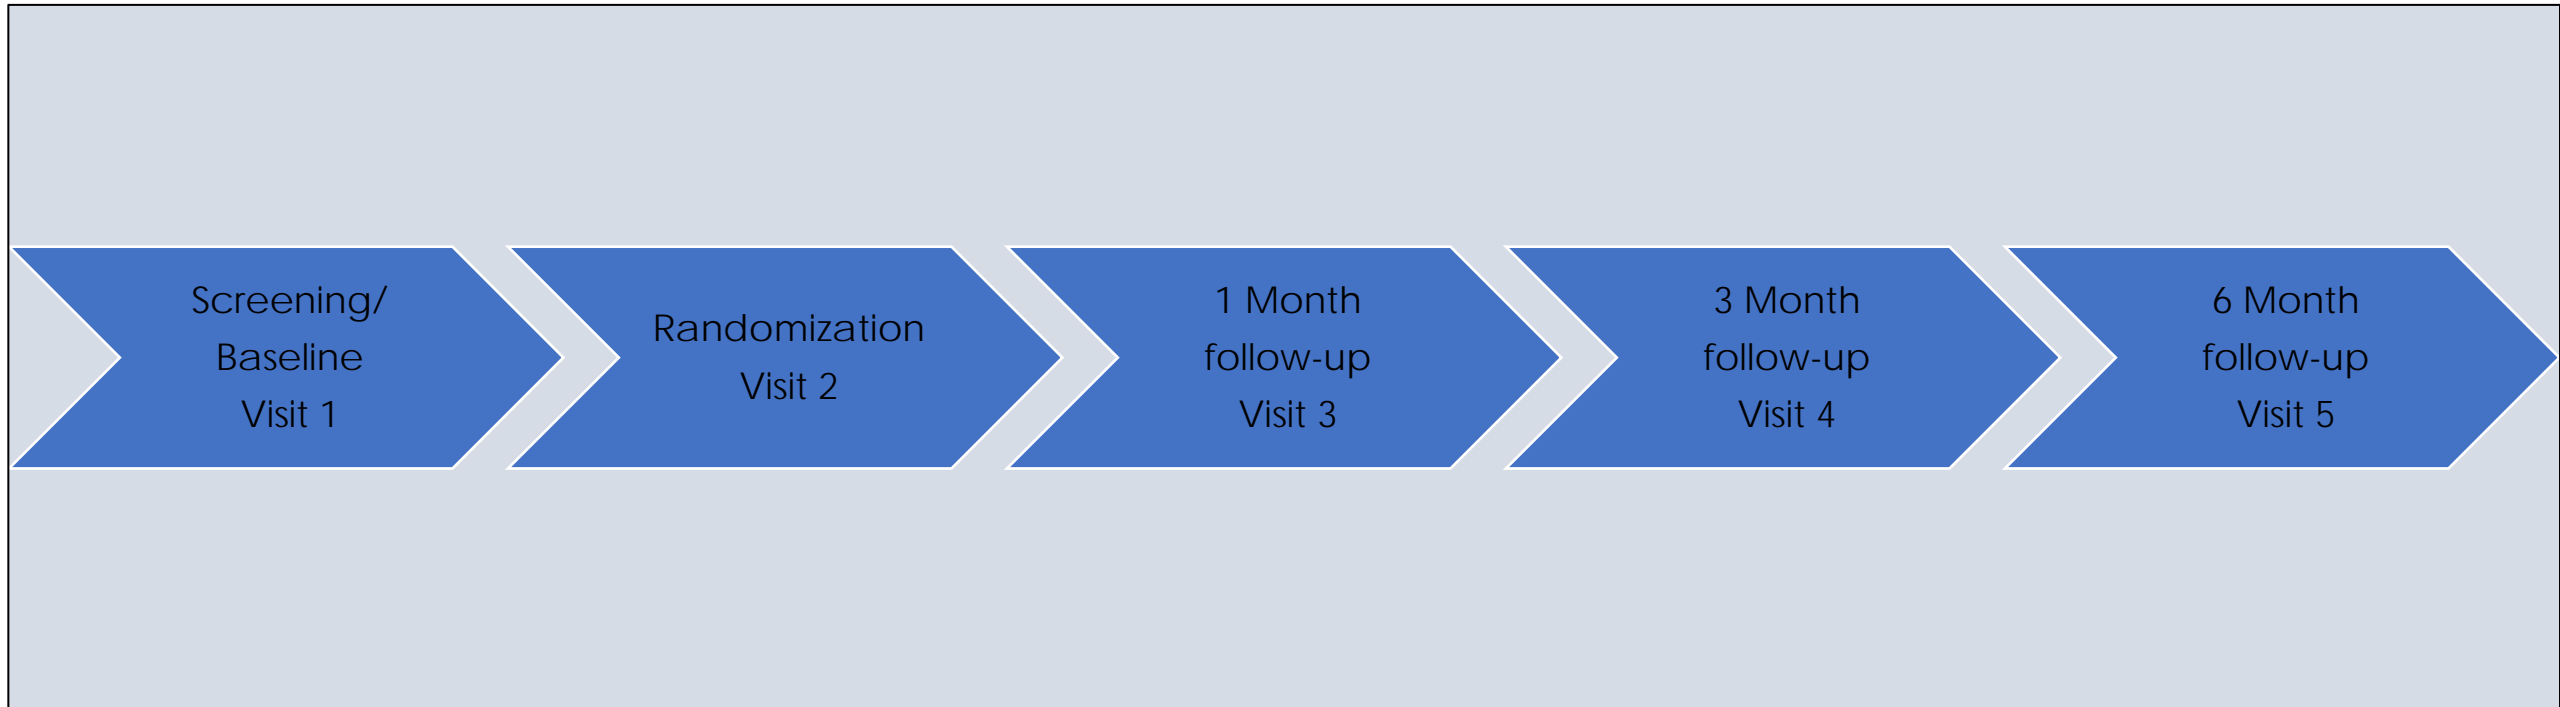 Screening/
Baseline
Visit 1
Randomization
Visit 2
1 Month
follow-up
Visit 3
3 Month
follow-up
Visit 4
6 Month
follow-up
Visit 5